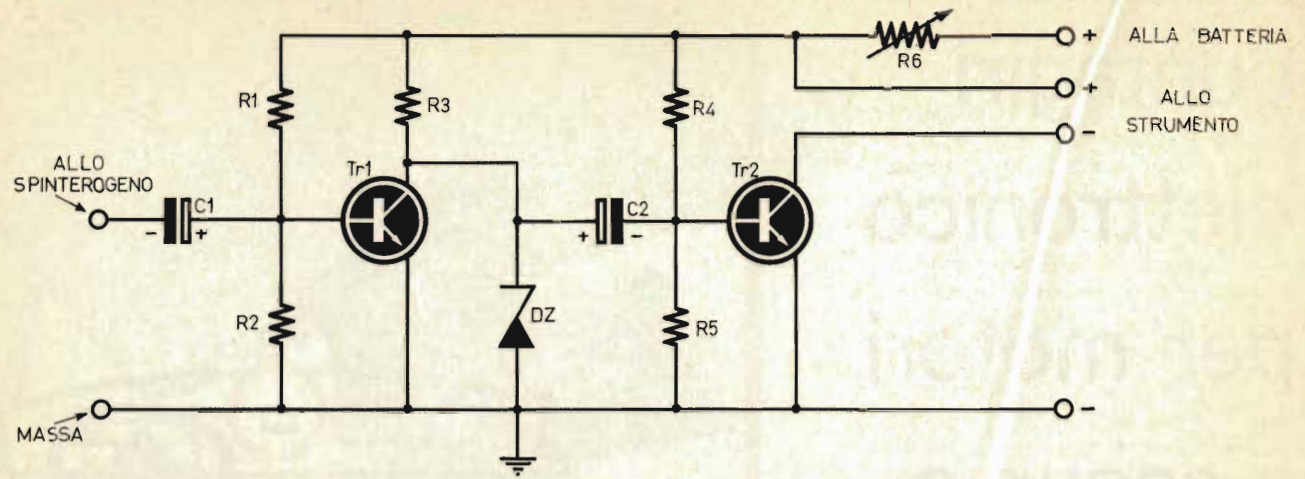 R1
R3
R4
R6
+ ALLA BATTERIA
+
ALLO
STRUMENTO
-
ALLO
SPINTEROGENO
C1
- +
Tr1
C2
+ -
Tr2
R2
DZ
R5
MASSA
-